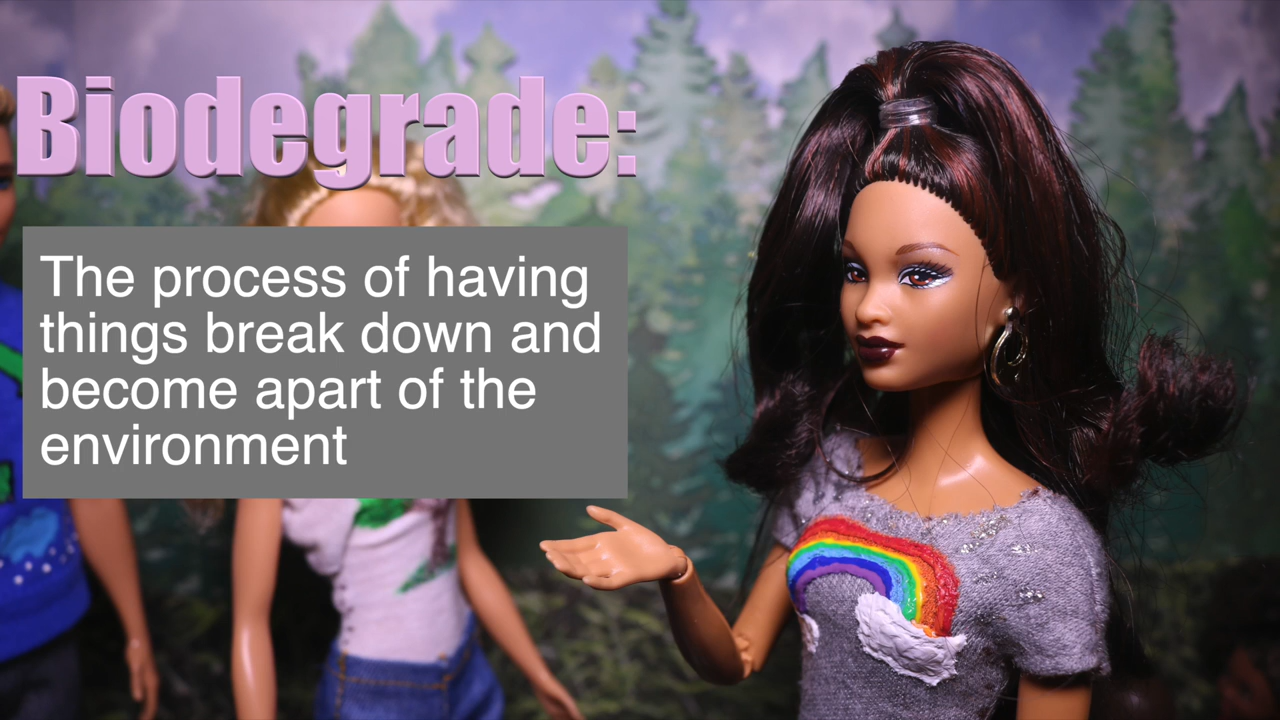 Biodegrade:
The process of having
things break down and
become apart of the
environment